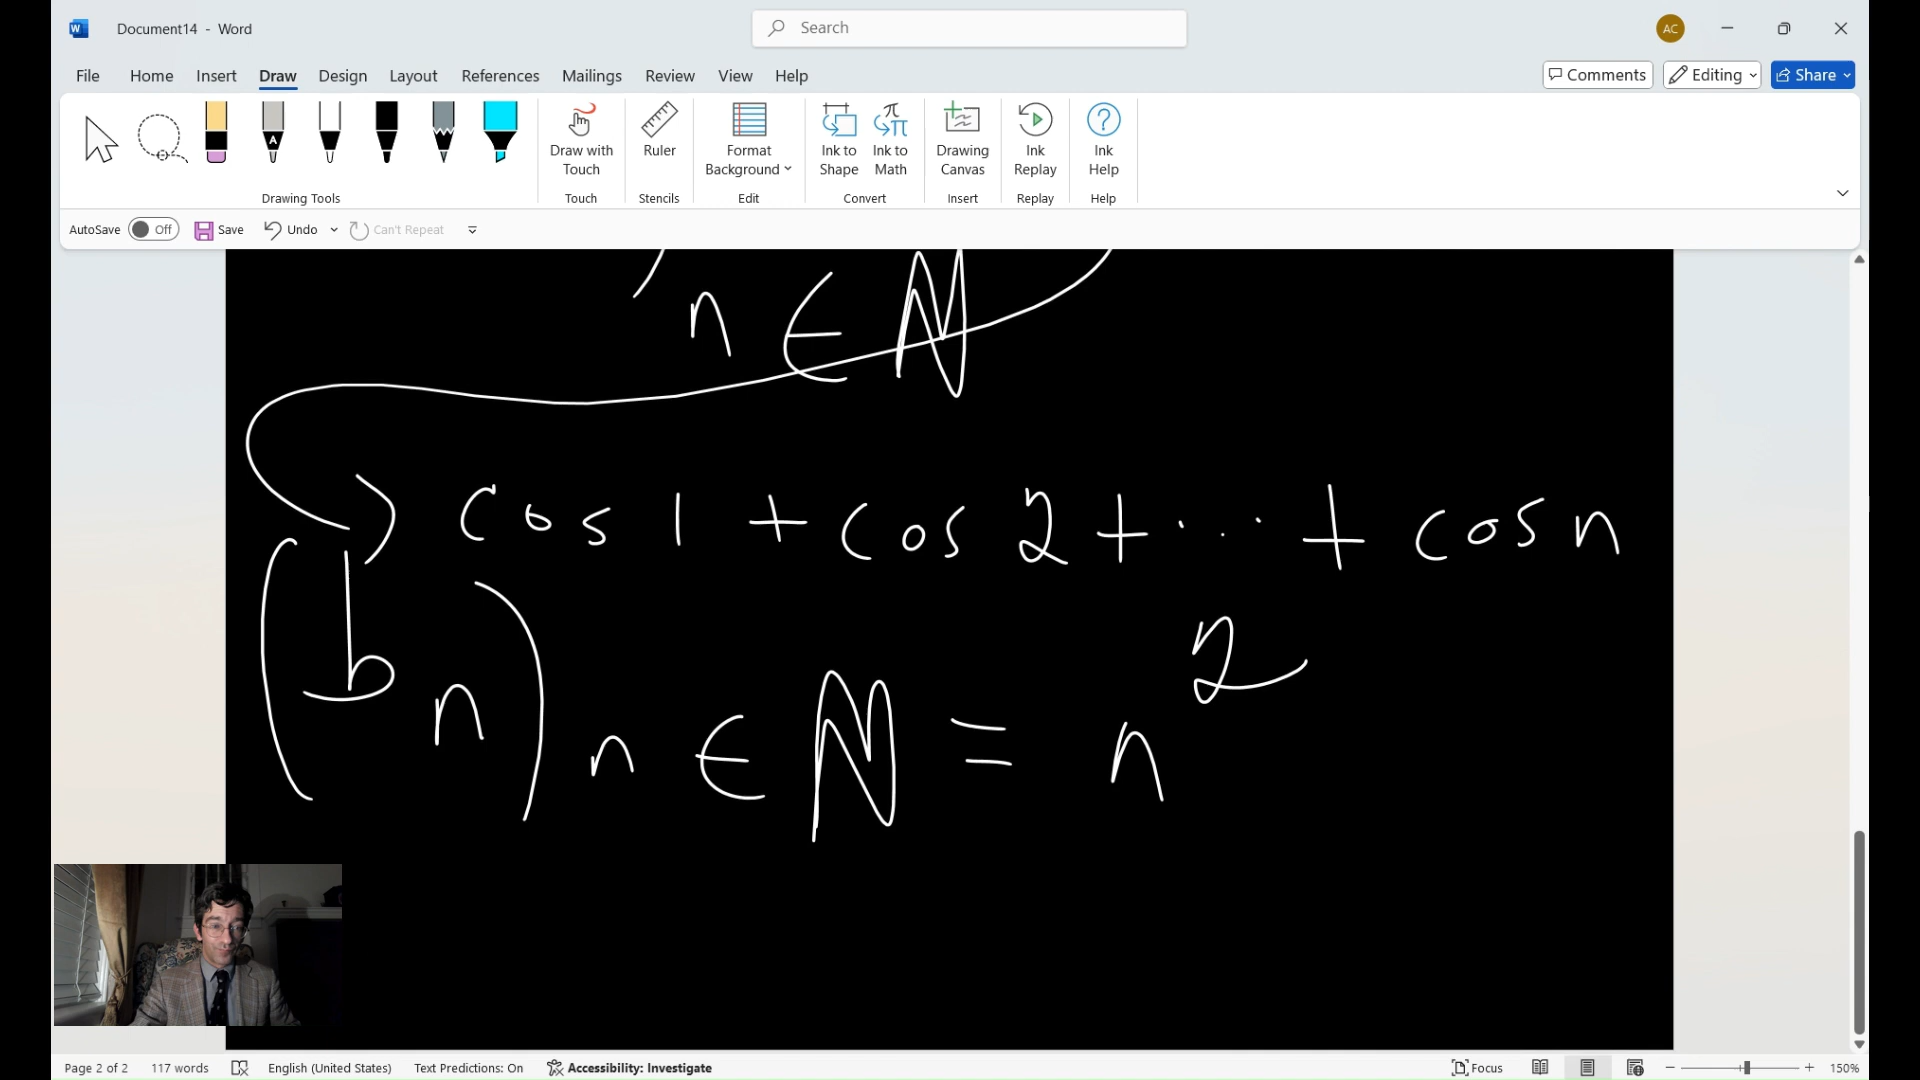 Document14 - Word
Search
AC
File Home Insert Draw Design Layout References Mailings Review View Help
Comments Editing Share
A
Draw with Touch
Ruler
Format Background
Ink to Shape
Ink to Math
Drawing Canvas
Ink Replay
Ink Help
Drawing Tools Touch Stencils Edit Convert Insert Replay Help
AutoSave Off Save Undo Can't Repeat
n ∈ ℕ
cos 1 + cos 2 + ... + cos n
(b_n) n ∈ ℕ = n²
Page 2 of 2 117 words English (United States) Text Predictions: On Accessibility: Investigate Focus 150%